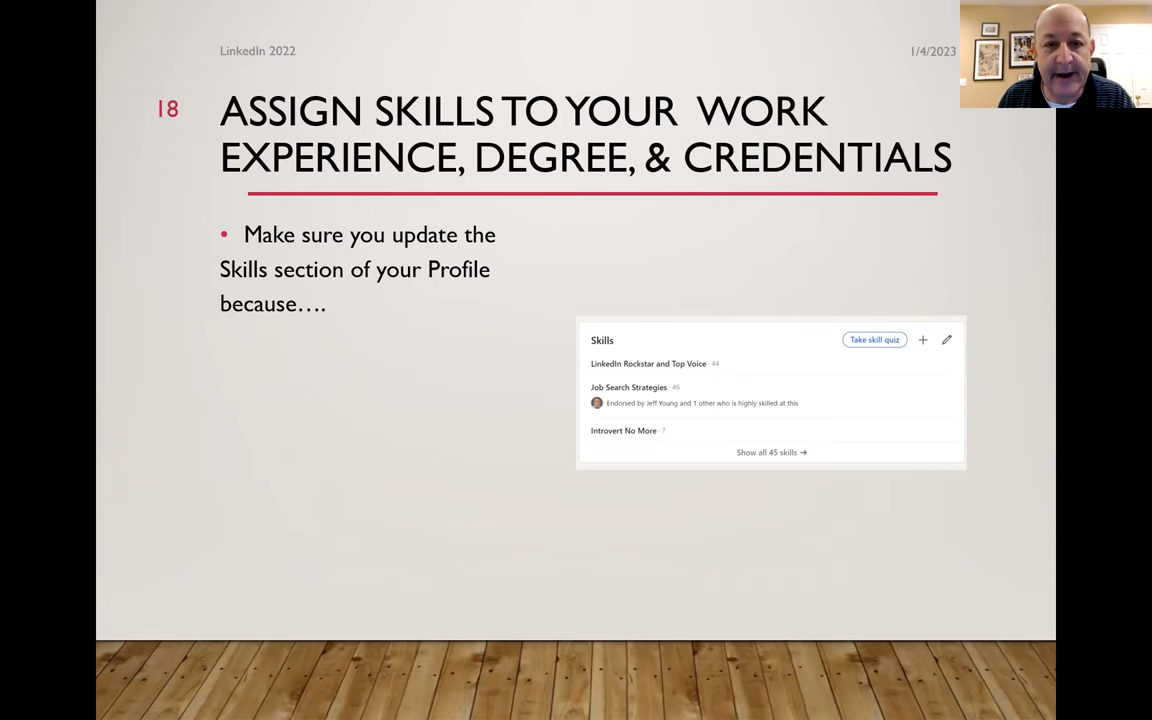 LinkedIn 2022
1/4/2023
18
ASSIGN SKILLS TO YOUR WORK
EXPERIENCE, DEGREE, & CREDENTIALS
• Make sure you update the
Skills section of your Profile
because….
Skills
Take skill quiz
LinkedIn Rockstar and Top Voice · 44
Job Search Strategies · 46
Endorsed by Jeff Young and 1 other who is highly skilled at this
Introvert No More · 7
Show all 45 skills →